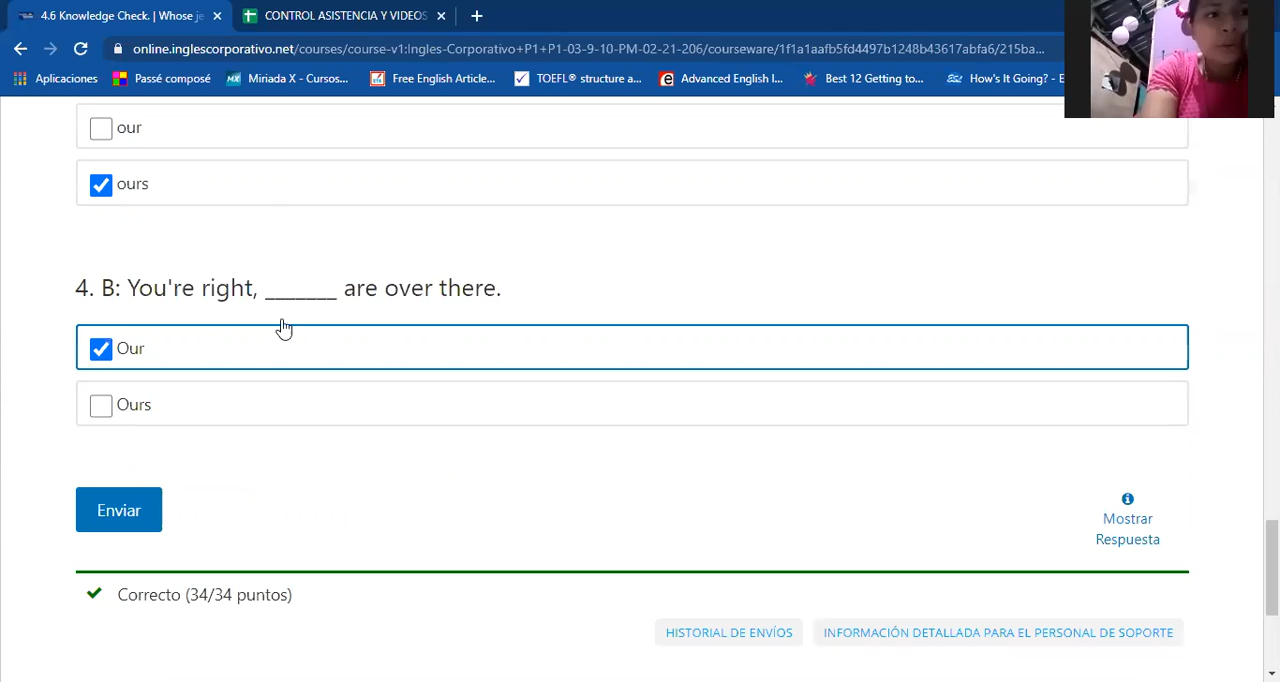 4.6 Knowledge Check. | Whose je
CONTROL ASISTENCIA Y VIDEOS
online.inglescorporativo.net/courses/course-v1:Ingles-Corporativo+P1+P1-03-9-10-PM-02-21-206/courseware/1f1a1aafb5fd4497b1248b43617abfa6/215ba...
Aplicaciones Passé composé Miriada X - Cursos... Free English Article... TOEFL® structure a... Advanced English l... Best 12 Getting to... How's It Going? - E
our
ours
4. B: You're right, _______ are over there.
Our
Ours
Enviar
Mostrar
Respuesta
Correcto (34/34 puntos)
HISTORIAL DE ENVÍOS INFORMACIÓN DETALLADA PARA EL PERSONAL DE SOPORTE